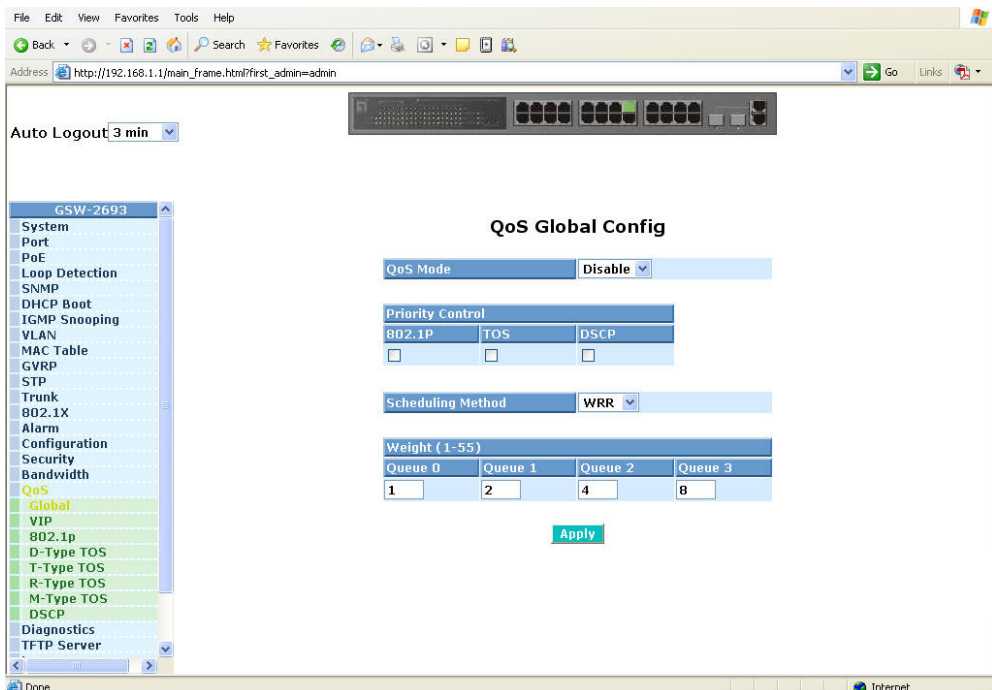 File Edit View Favorites Tools Help
Back Search Favorites
Address http://192.168.1.1/main_frame.html?first_admin=admin Go Links
Auto Logout 3 min
GSW-2693
System
Port
PoE
Loop Detection
SNMP
DHCP Boot
IGMP Snooping
VLAN
MAC Table
GVRP
STP
Trunk
802.1X
Alarm
Configuration
Security
Bandwidth
QoS
Global
VIP
802.1p
D-Type TOS
T-Type TOS
R-Type TOS
M-Type TOS
DSCP
Diagnostics
TFTP Server
QoS Global Config
QoS Mode Disable
Priority Control
802.1P TOS DSCP
Scheduling Method WRR
Weight (1-55)
Queue 0 Queue 1 Queue 2 Queue 3
1 2 4 8
Apply
Done Internet